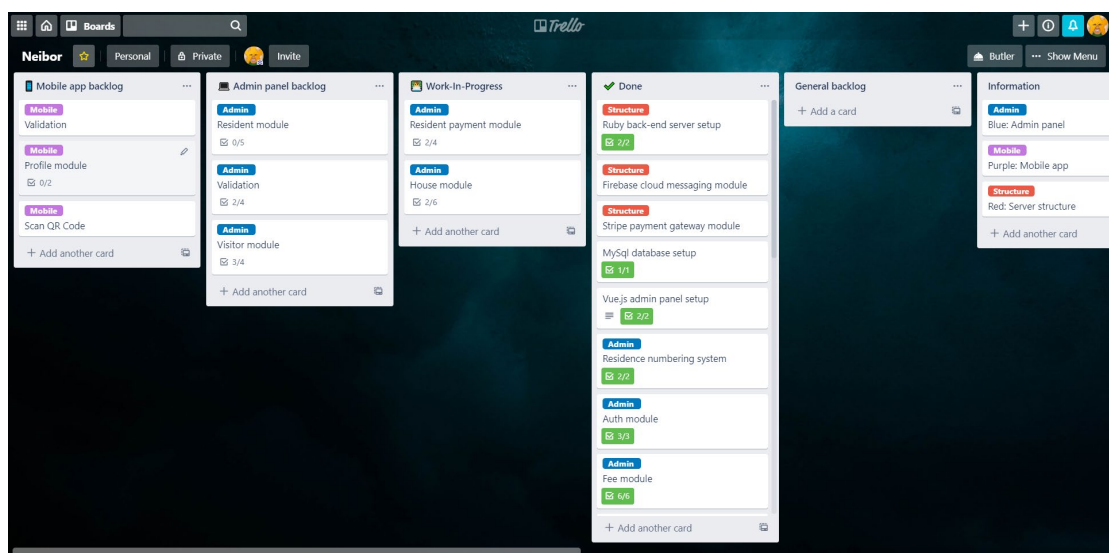 Boards
Trello
Neibor
Personal
Private
Invite
Butler
... Show Menu
Mobile app backlog
Mobile
Validation
Mobile
Profile module
0/2
Mobile
Scan QR Code
+ Add another card
Admin panel backlog
Admin
Resident module
0/5
Admin
Validation
2/4
Admin
Visitor module
3/4
+ Add another card
Work-In-Progress
Admin
Resident payment module
2/4
Admin
House module
2/6
+ Add another card
Done
Structure
Ruby back-end server setup
2/2
Structure
Firebase cloud messaging module
Structure
Stripe payment gateway module
MySql database setup
1/1
Vue.js admin panel setup
2/2
Admin
Residence numbering system
2/2
Admin
Auth module
3/3
Admin
Fee module
6/6
+ Add another card
General backlog
+ Add a card
Information
Admin
Blue: Admin panel
Mobile
Purple: Mobile app
Structure
Red: Server structure
+ Add another card